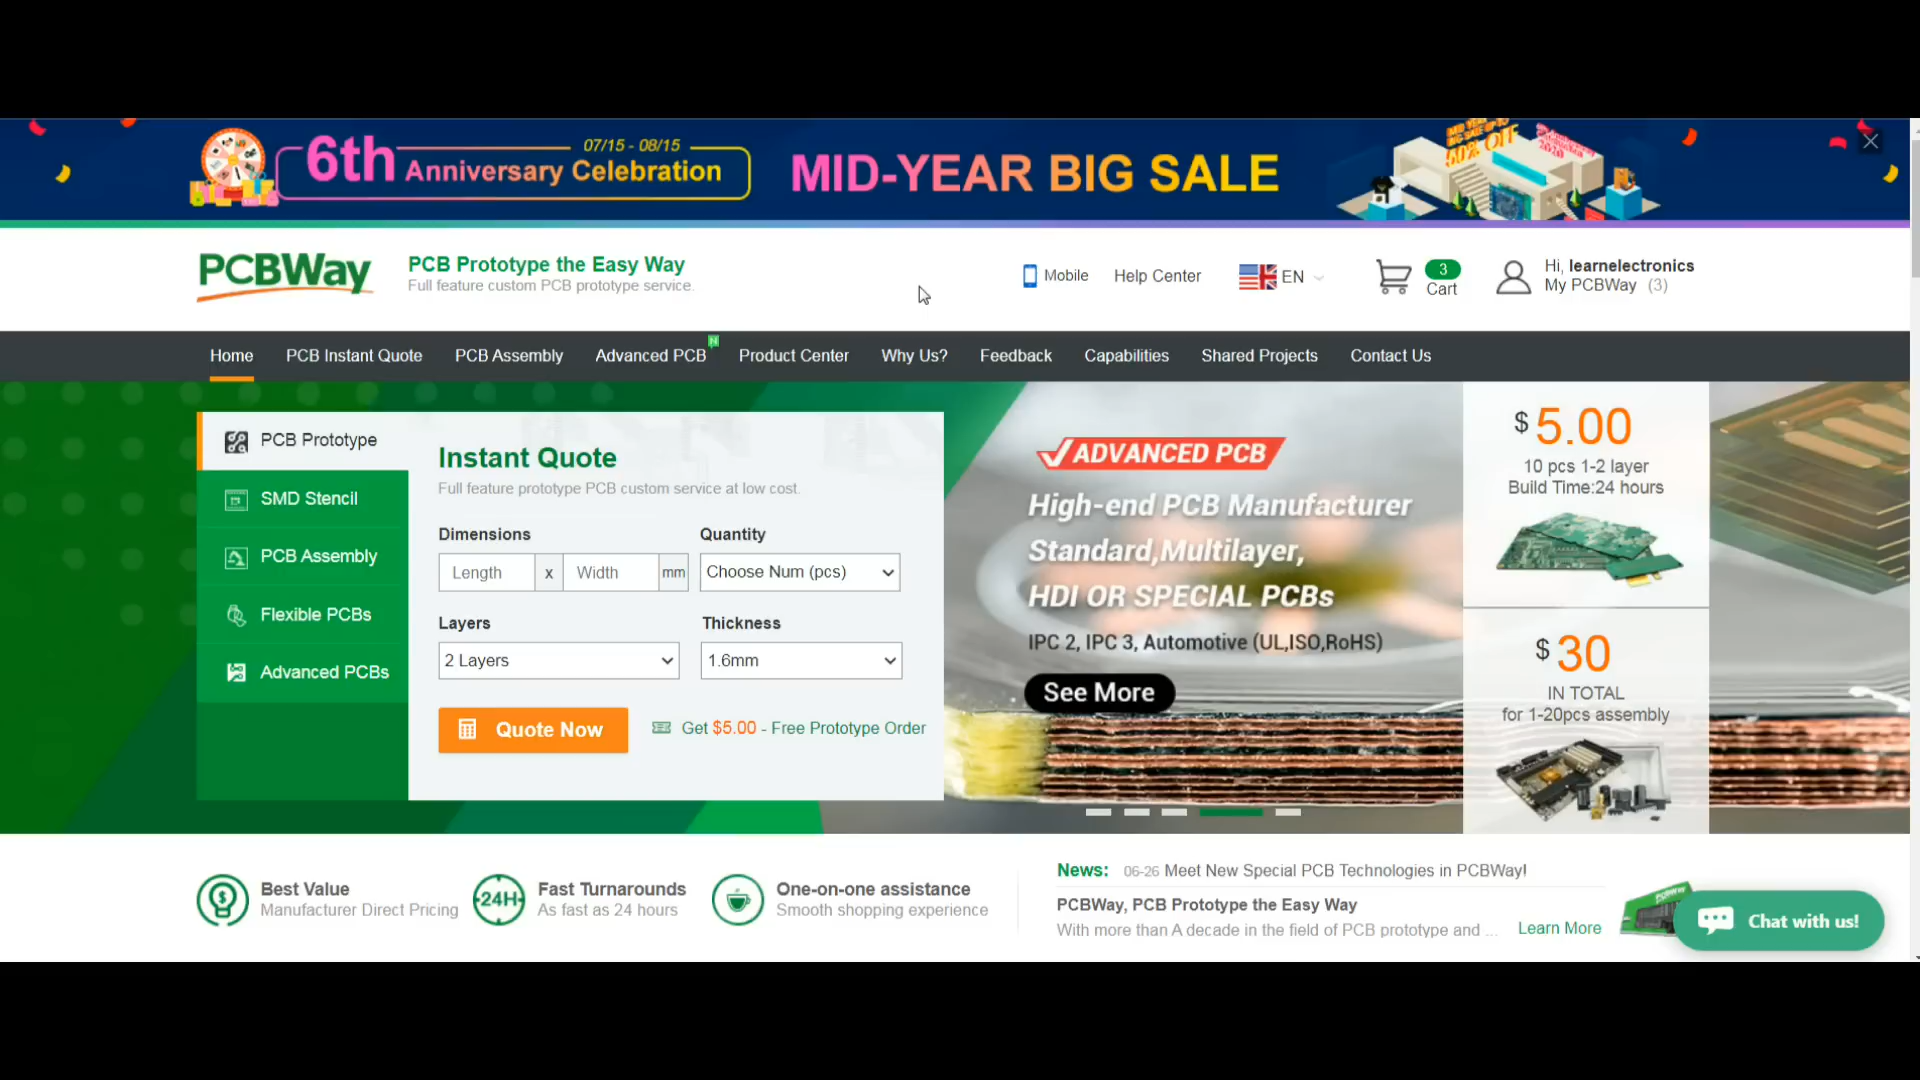 6th
07/15 - 08/15
Anniversary Celebration
MID-YEAR BIG SALE
MID YEAR
BIG SALE UP TO
50% OFF
PCBWay
PCB Prototype the Easy Way
Full feature custom PCB prototype service.
Mobile
Help Center
EN
3
Cart
Hi, learnelectronics
My PCBWay (3)
N
Home
PCB Instant Quote
PCB Assembly
Advanced PCB
Product Center
Why Us?
Feedback
Capabilities
Shared Projects
Contact Us
PCB Prototype
SMD Stencil
PCB Assembly
Flexible PCBs
Advanced PCBs
Instant Quote
Full feature prototype PCB custom service at low cost.
Dimensions
Quantity
Length x Width mm
Choose Num (pcs)
Layers
Thickness
2 Layers
1.6mm
Quote Now
Get $5.00 - Free Prototype Order
ADVANCED PCB
High-end PCB Manufacturer
Standard,Multilayer,
HDI OR SPECIAL PCBs
IPC 2, IPC 3, Automotive (UL,ISO,RoHS)
See More
$ 5.00
10 pcs 1-2 layer
Build Time:24 hours
$ 30
IN TOTAL
for 1-20pcs assembly
Best Value
Manufacturer Direct Pricing
24H
Fast Turnarounds
As fast as 24 hours
One-on-one assistance
Smooth shopping experience
News: 06-26 Meet New Special PCB Technologies in PCBWay!
PCBWay, PCB Prototype the Easy Way
With more than A decade in the field of PCB prototype and ...
Learn More
PCBWay
Chat with us!